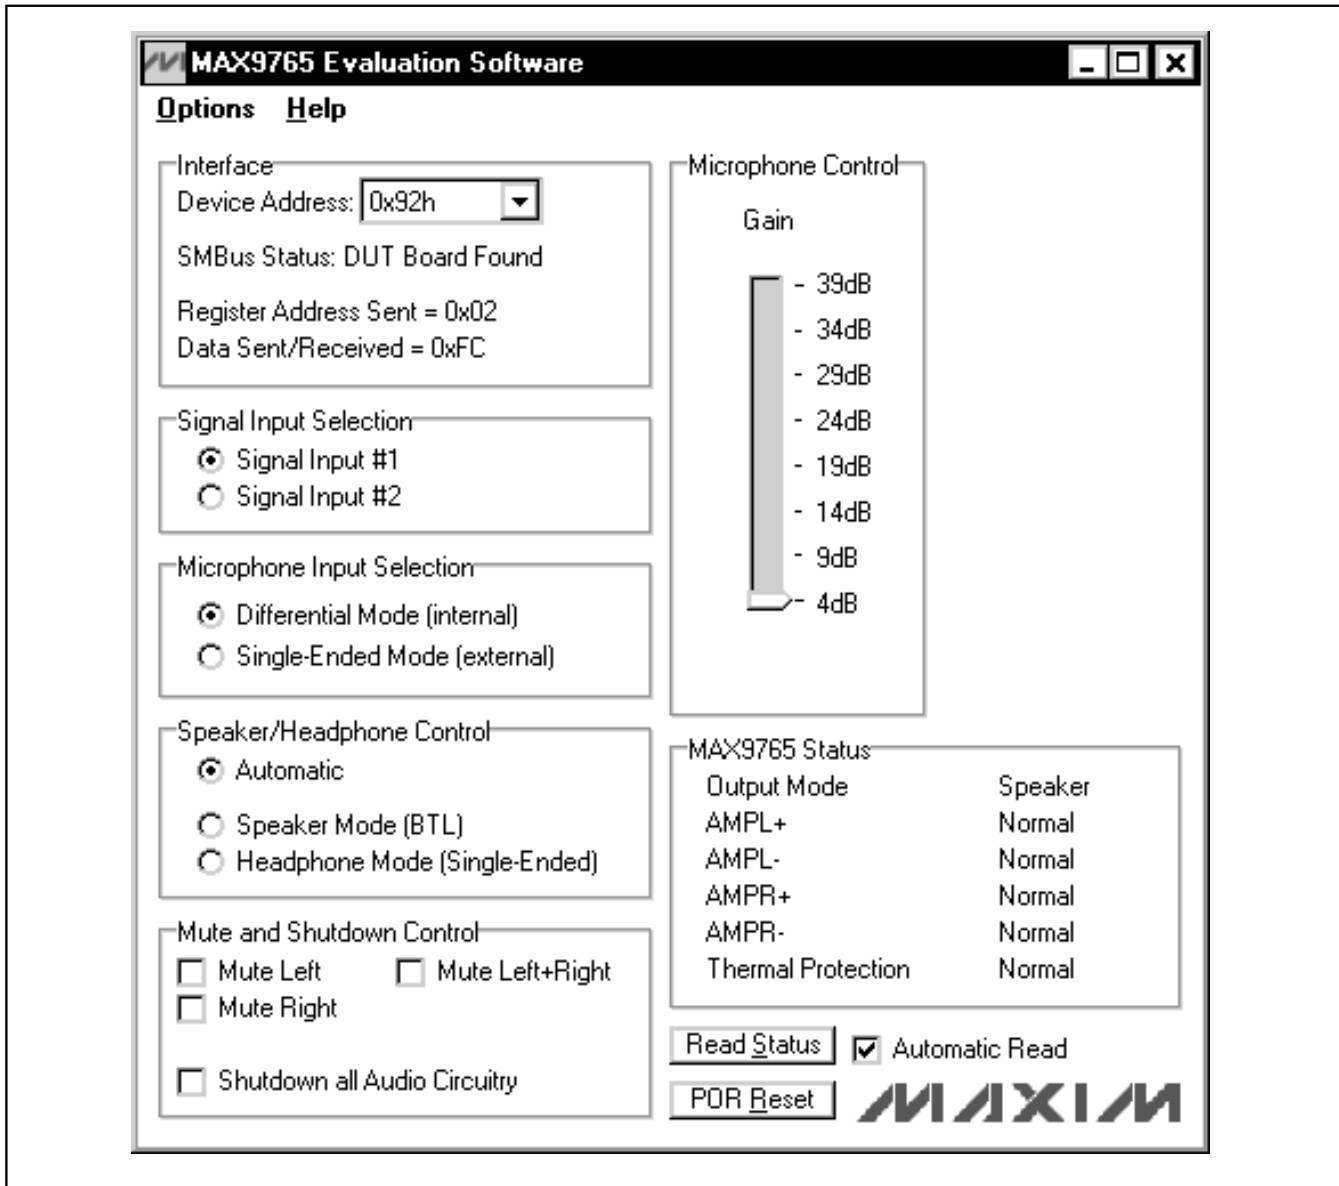 MAX9765 Evaluation Software
Options Help
Interface
Device Address: 0x92h
SMBus Status: DUT Board Found
Register Address Sent = 0x02
Data Sent/Received = 0xFC
Signal Input Selection
Signal Input #1
Signal Input #2
Microphone Input Selection
Differential Mode (internal)
Single-Ended Mode (external)
Speaker/Headphone Control
Automatic
Speaker Mode (BTL)
Headphone Mode (Single-Ended)
Mute and Shutdown Control
Mute Left Mute Left+Right
Mute Right
Shutdown all Audio Circuitry
Microphone Control
Gain
- 39dB
- 34dB
- 29dB
- 24dB
- 19dB
- 14dB
- 9dB
- 4dB
MAX9765 Status
Output Mode Speaker
AMPL+ Normal
AMPL- Normal
AMPR+ Normal
AMPR- Normal
Thermal Protection Normal
Read Status Automatic Read
POR Reset MAXIM